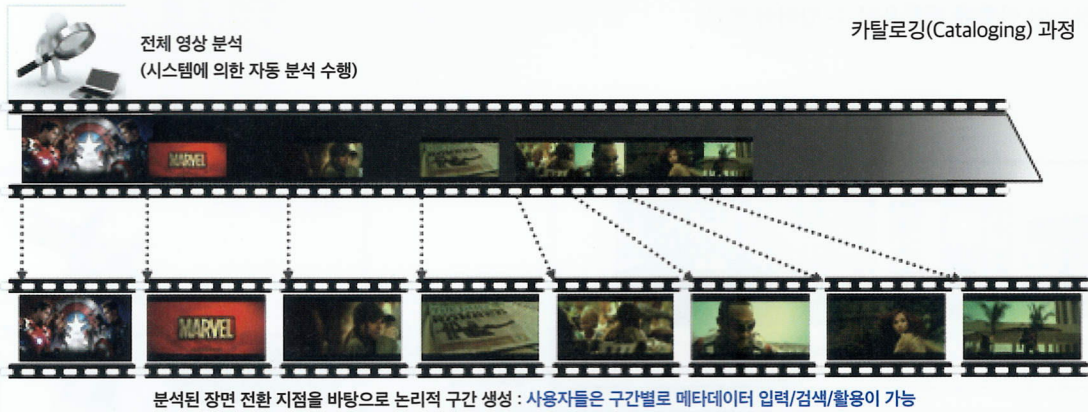 카탈로깅(Cataloging) 과정
전체 영상 분석
(시스템에 의한 자동 분석 수행)
MARVEL
MARVEL
분석된 장면 전환 지점을 바탕으로 논리적 구간 생성 : 사용자들은 구간별로 메타데이터 입력/검색/활용이 가능